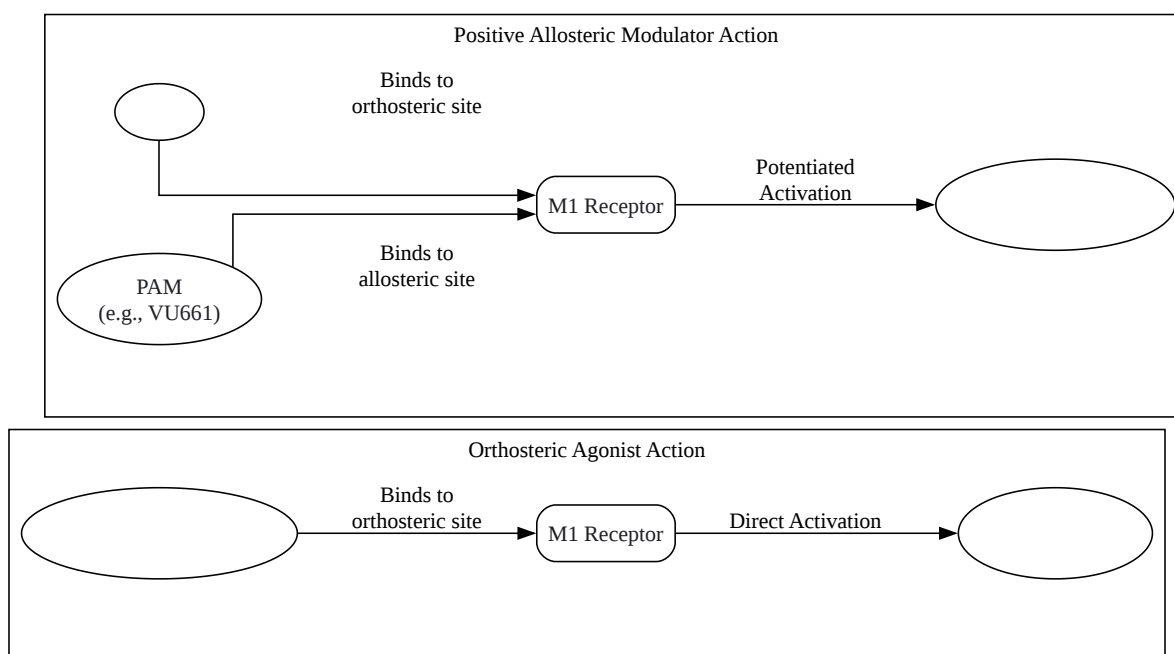 Positive Allosteric Modulator Action
Binds to
orthosteric site
M1 Receptor
Potentiated
Activation
Binds to
allosteric site
PAM
(e.g., VU661)
Orthosteric Agonist Action
Binds to
orthosteric site
M1 Receptor
Direct Activation